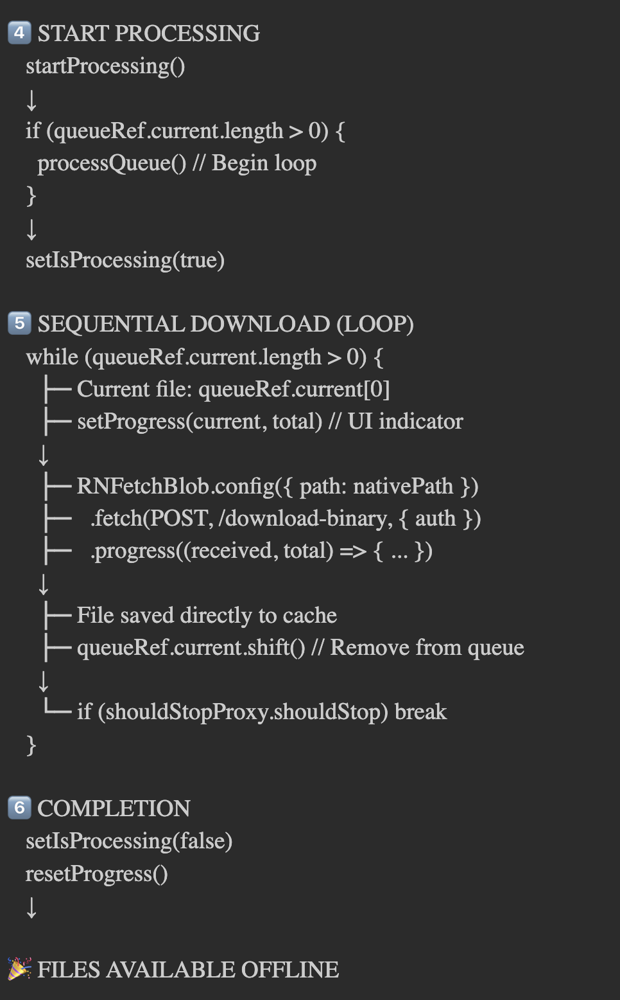 4️⃣ START PROCESSING
startProcessing()
↓
if (queueRef.current.length > 0) {
processQueue() // Begin loop
}
↓
setIsProcessing(true)
5️⃣ SEQUENTIAL DOWNLOAD (LOOP)
while (queueRef.current.length > 0) {
├── Current file: queueRef.current[0]
├── setProgress(current, total) // UI indicator
↓
├── RNFetchBlob.config({ path: nativePath })
├── .fetch(POST, /download-binary, { auth })
├── .progress((received, total) => { ... })
↓
├── File saved directly to cache
├── queueRef.current.shift() // Remove from queue
↓
└── if (shouldStopProxy.shouldStop) break
}
6️⃣ COMPLETION
setIsProcessing(false)
resetProgress()
↓
🎉 FILES AVAILABLE OFFLINE